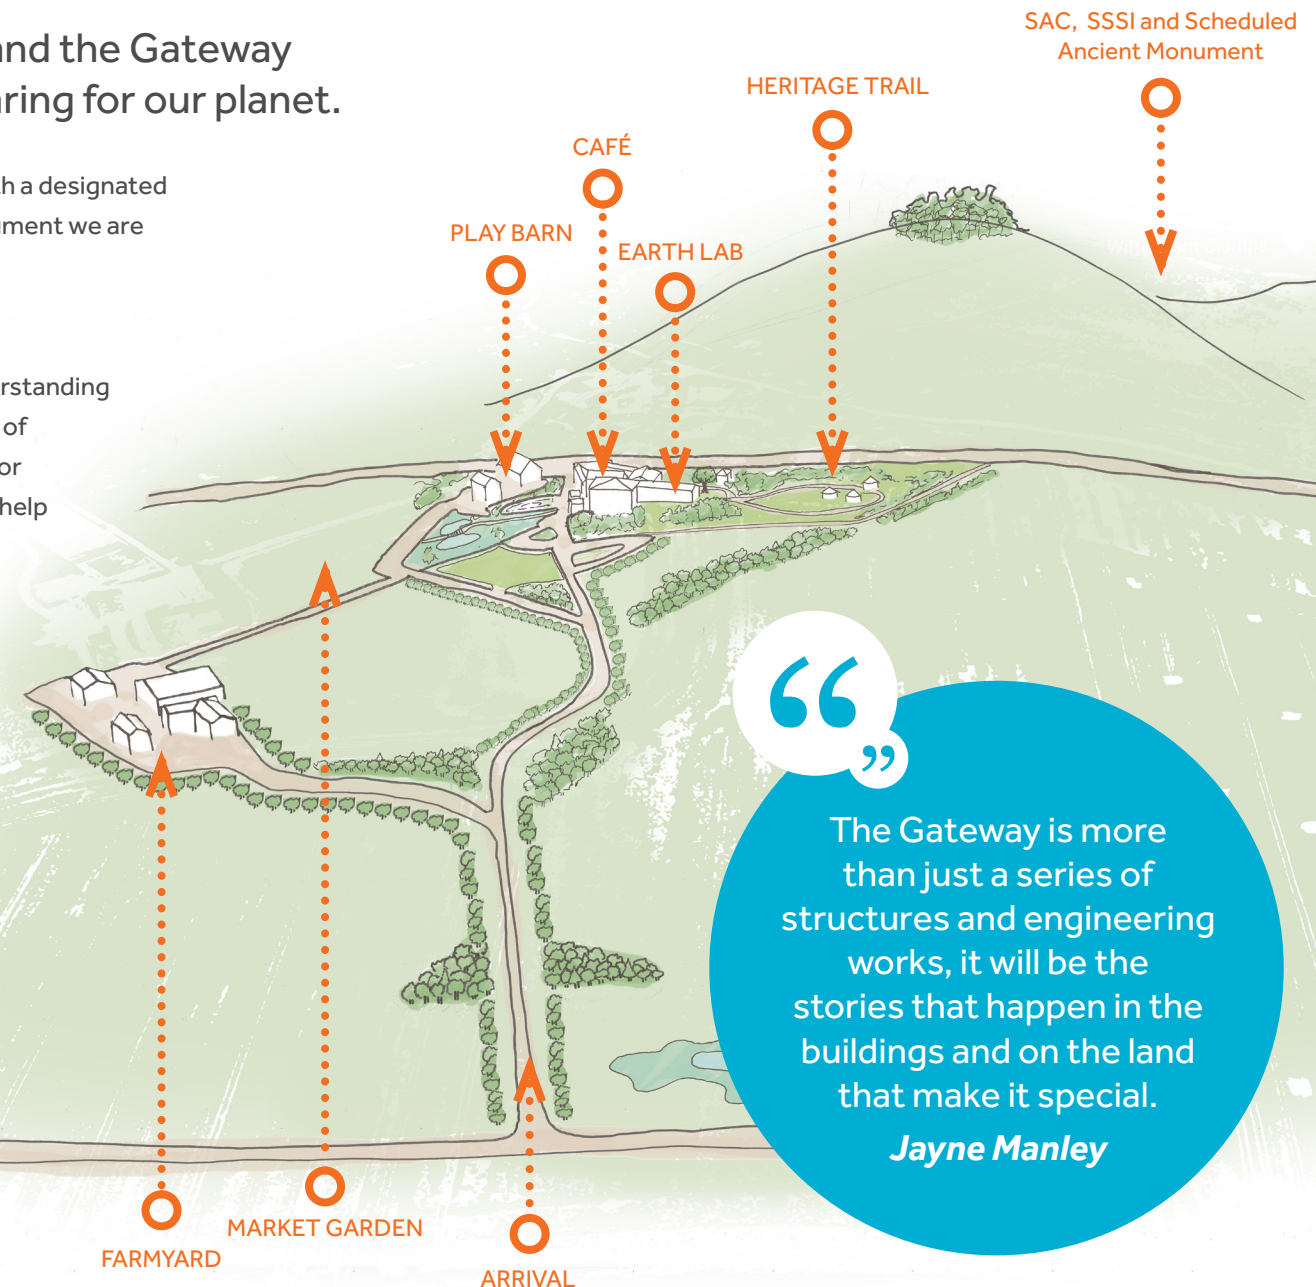 and the Gateway
aring for our planet.
th a designated
ument we are
erstanding
of
or
help
SAC, SSSI and Scheduled
Ancient Monument
HERITAGE TRAIL
CAFÉ
PLAY BARN
EARTH LAB
“
”
The Gateway is more
than just a series of
structures and engineering
works, it will be the
stories that happen in the
buildings and on the land
that make it special.
Jayne Manley
MARKET GARDEN
FARMYARD
ARRIVAL